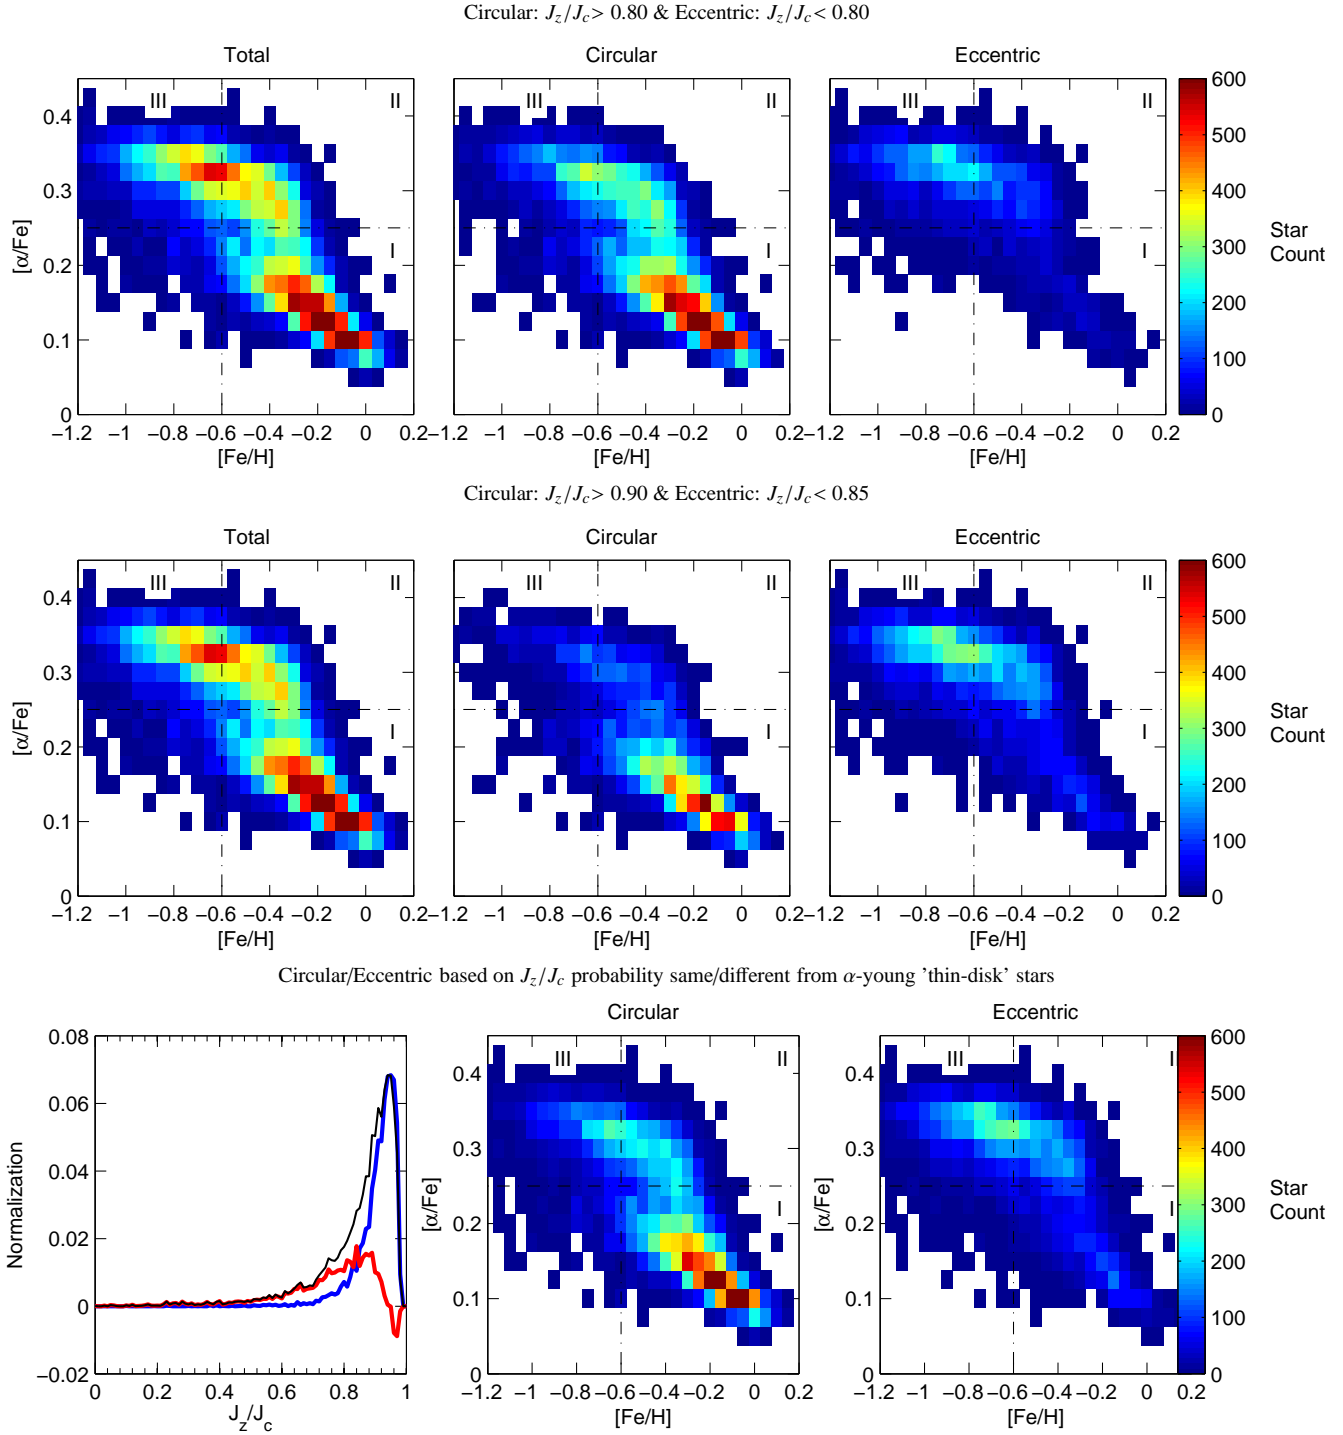 Circular: J_z/J_c> 0.80 & Eccentric: J_z/J_c< 0.80
Total
Circular
Eccentric
III
II
I
III
II
I
III
II
I
[α/Fe]
0.4
0.3
0.2
0.1
0
−1.2 −1 −0.8 −0.6 −0.4 −0.2 0 0.2
−1.2 −1 −0.8 −0.6 −0.4 −0.2 0 0.2
−1.2 −1 −0.8 −0.6 −0.4 −0.2 0 0.2
[Fe/H]
[Fe/H]
[Fe/H]
600
500
400
300
200
100
0
Star
Count
Circular: J_z/J_c> 0.90 & Eccentric: J_z/J_c< 0.85
Total
Circular
Eccentric
III
II
I
III
II
I
III
II
I
[α/Fe]
0.4
0.3
0.2
0.1
0
−1.2 −1 −0.8 −0.6 −0.4 −0.2 0 0.2
−1.2 −1 −0.8 −0.6 −0.4 −0.2 0 0.2
−1.2 −1 −0.8 −0.6 −0.4 −0.2 0 0.2
[Fe/H]
[Fe/H]
[Fe/H]
600
500
400
300
200
100
0
Star
Count
Circular/Eccentric based on J_z/J_c probability same/different from α-young 'thin-disk' stars
Normalization
0.08
0.06
0.04
0.02
0
−0.02
0 0.2 0.4 0.6 0.8 1
J_z/J_c
Circular
III
II
I
[α/Fe]
0.4
0.3
0.2
0.1
0
−1.2 −1 −0.8 −0.6 −0.4 −0.2 0 0.2
[Fe/H]
Eccentric
III
I
I
[α/Fe]
0.4
0.3
0.2
0.1
0
−1.2 −1 −0.8 −0.6 −0.4 −0.2 0 0.2
[Fe/H]
600
500
400
300
200
100
0
Star
Count